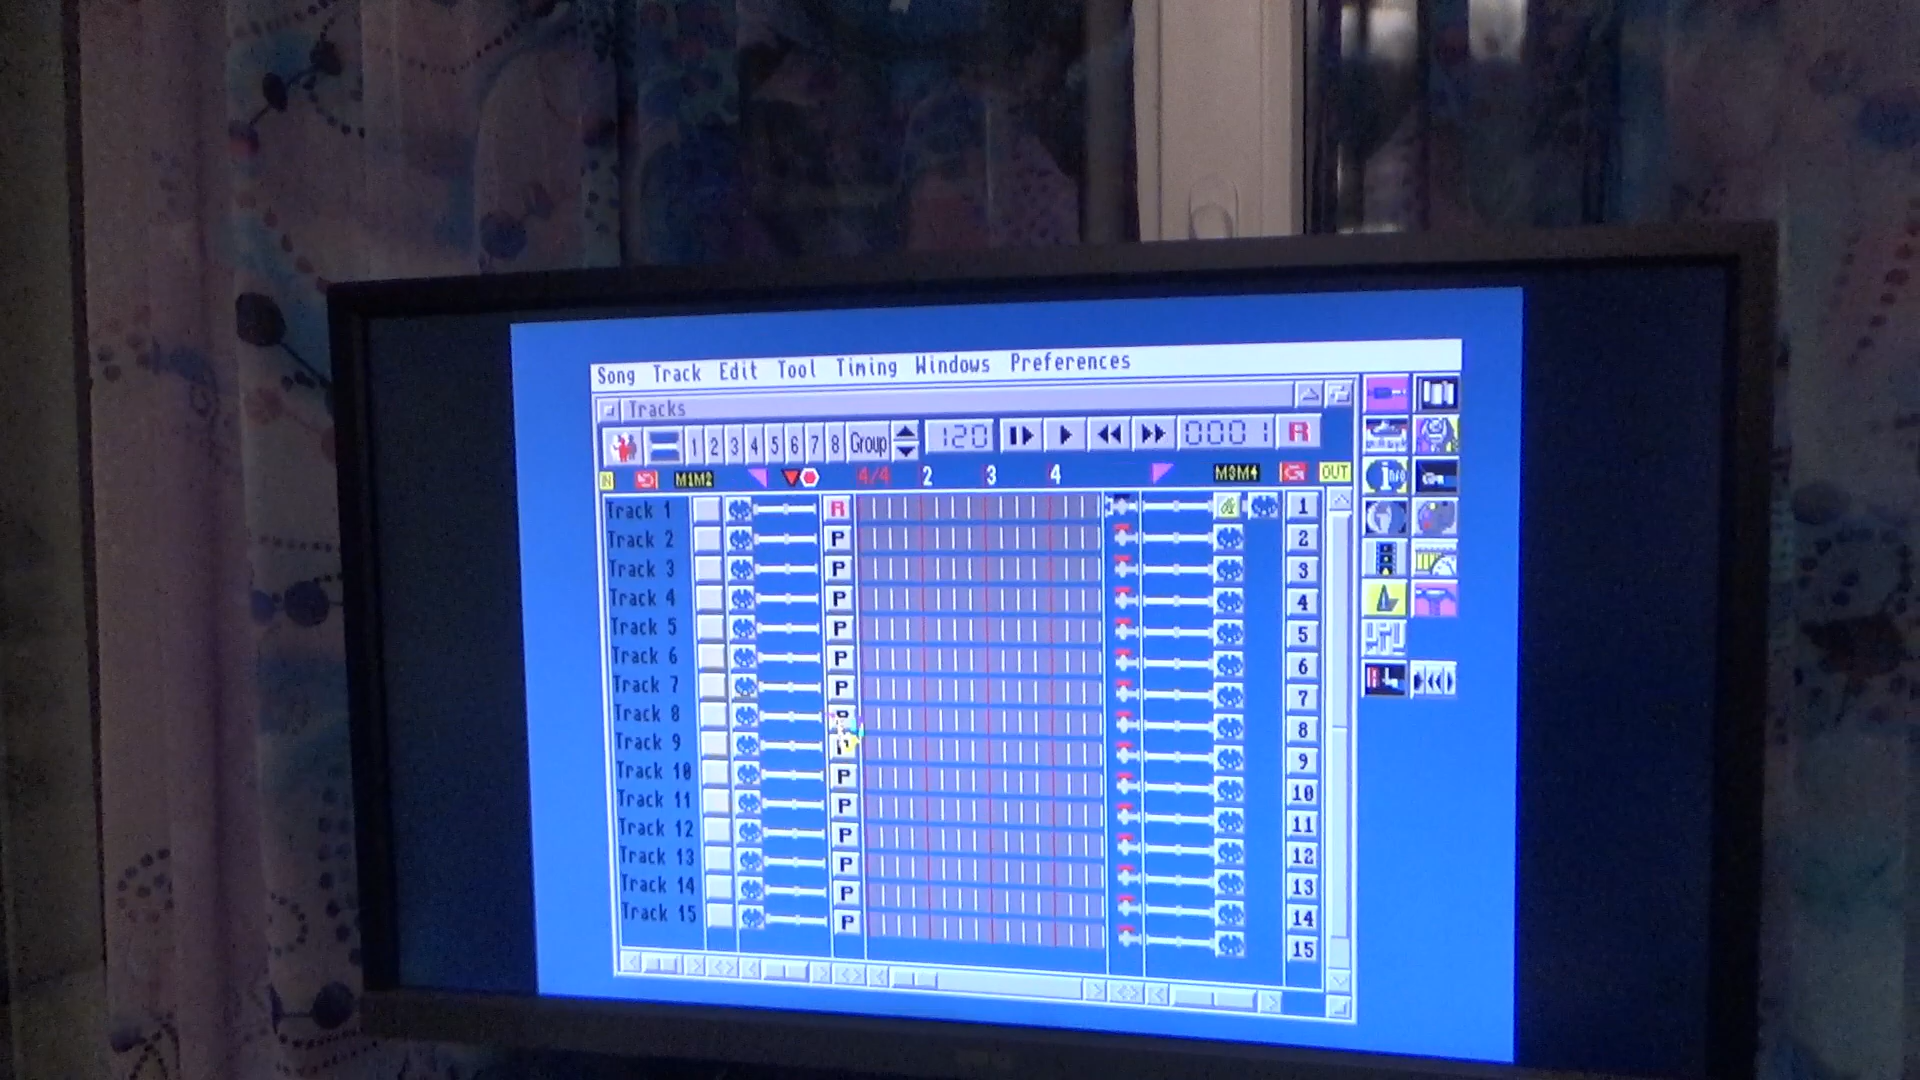 Song Track Edit Tool Timing Windows Preferences
Tracks
1 2 3 4 5 6 7 8 Group 120 0001 R
IN M1M2 4/4 2 3 4 M3M4 OUT
Track 1 R 1
Track 2 P 2
Track 3 P 3
Track 4 P 4
Track 5 P 5
Track 6 P 6
Track 7 P 7
Track 8 P 8
Track 9 P 9
Track 10 P 10
Track 11 P 11
Track 12 P 12
Track 13 P 13
Track 14 P 14
Track 15 P 15
info